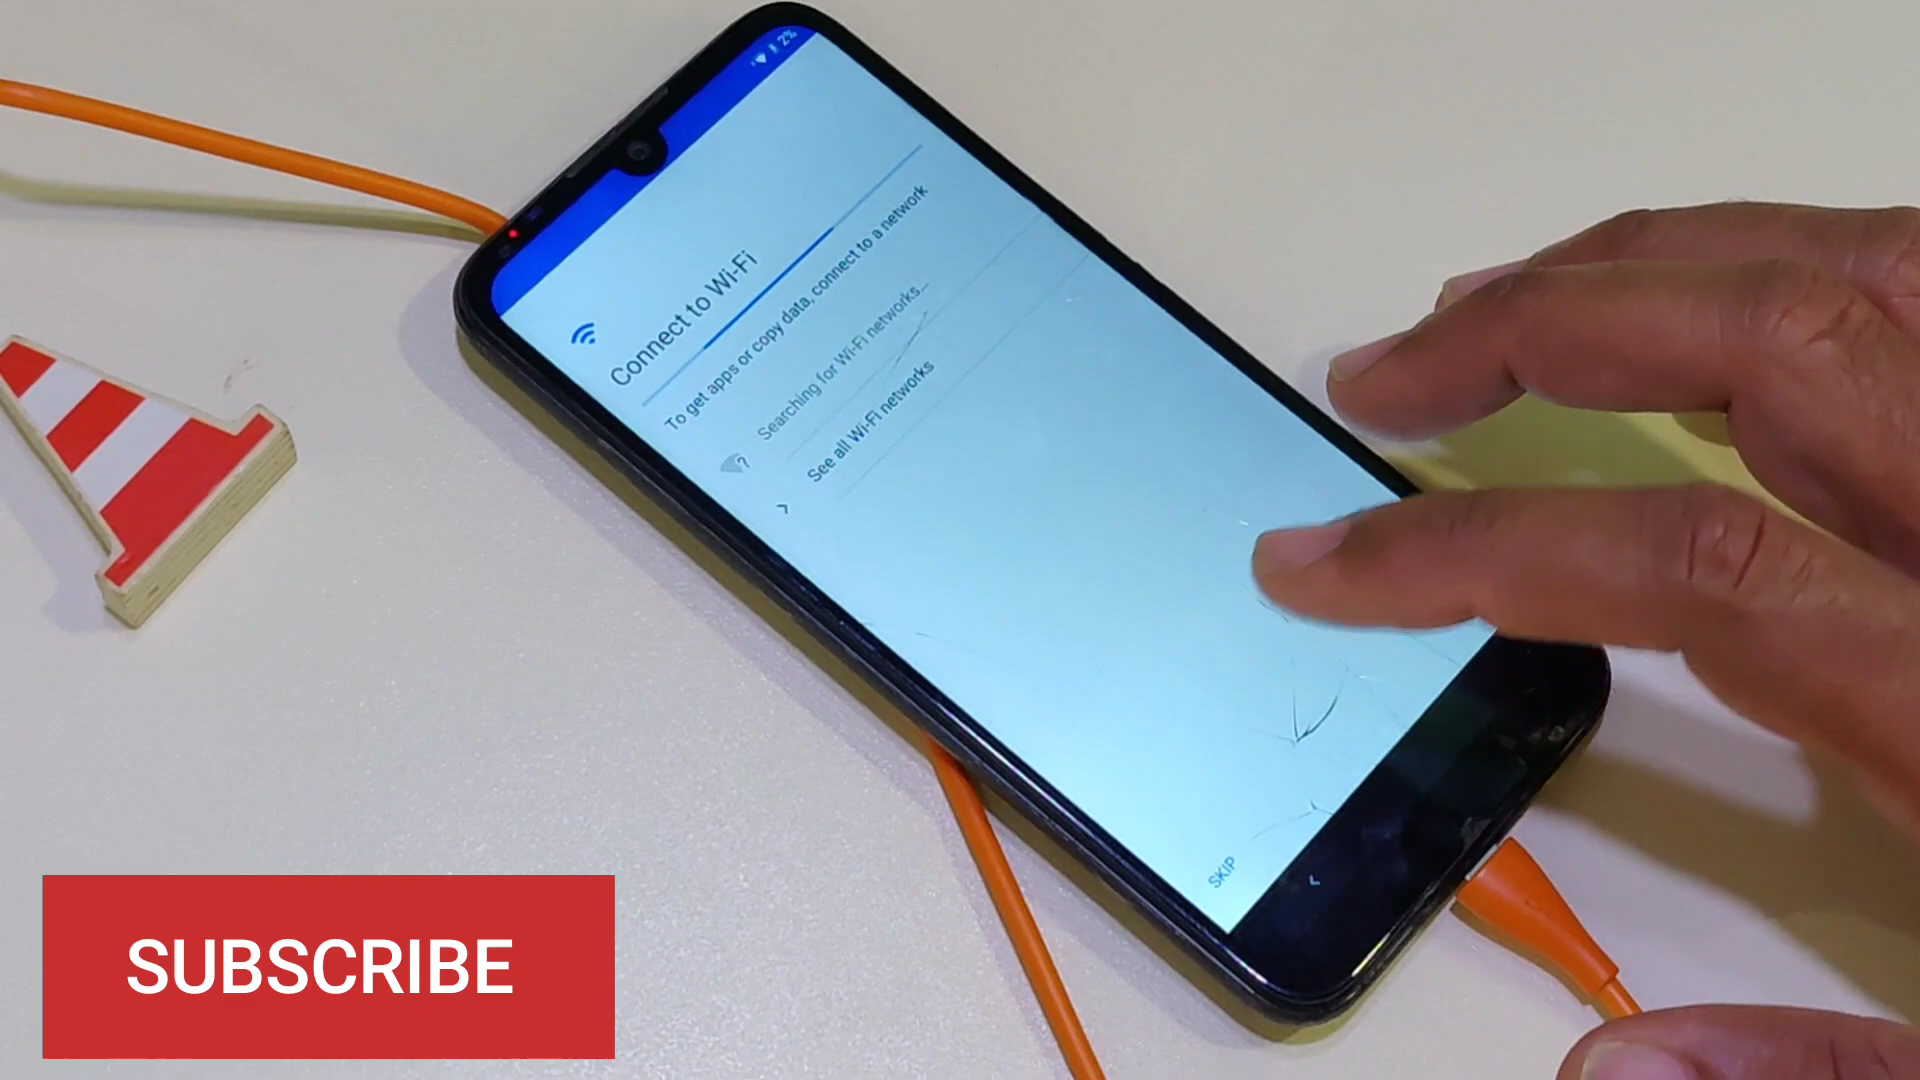 2%
Connect to Wi-Fi
To get apps or copy data, connect to a network
Searching for Wi-Fi networks...
See all Wi-Fi networks
SKIP
SUBSCRIBE